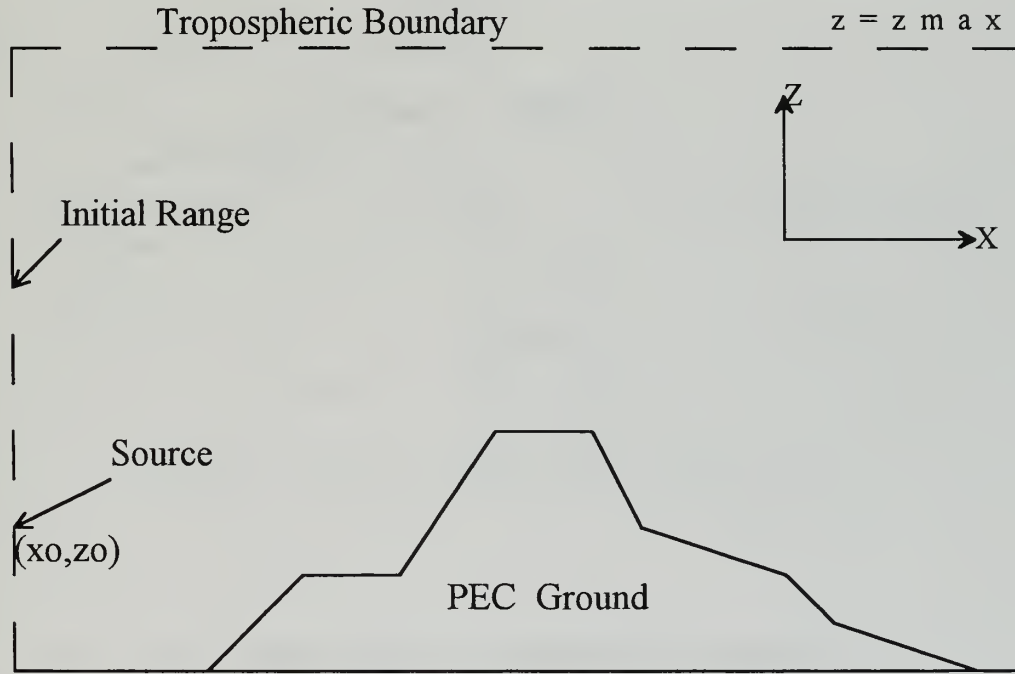 Tropospheric Boundary
z = z m a x
Z
Initial Range
X
Source
(xo,zo)
PEC Ground